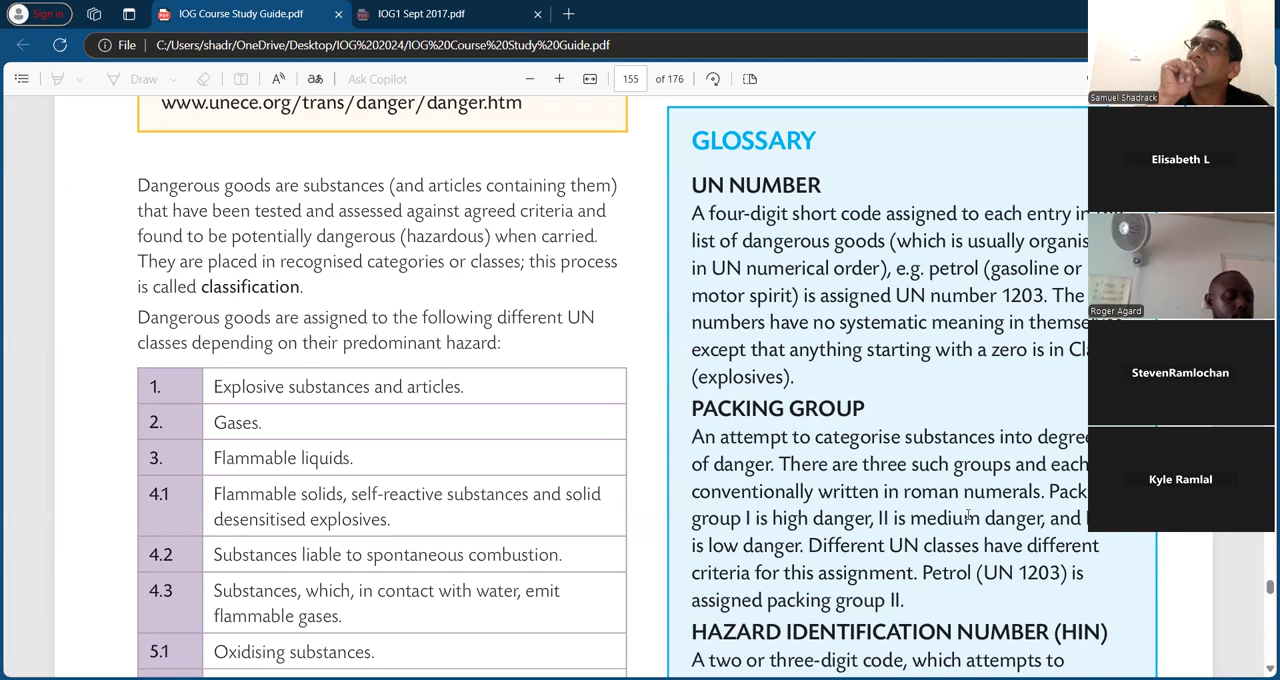 Sign in
IOG Course Study Guide.pdf
IOG1 Sept 2017.pdf
File
C:/Users/shadr/OneDrive/Desktop/IOG%202024/IOG%20Course%20Study%20Guide.pdf
Draw
Ask Copilot
155 of 176
www.unece.org/trans/danger/danger.htm
Dangerous goods are substances (and articles containing them)
that have been tested and assessed against agreed criteria and
found to be potentially dangerous (hazardous) when carried.
They are placed in recognised categories or classes; this process
is called classification.
Dangerous goods are assigned to the following different UN
classes depending on their predominant hazard:
1. Explosive substances and articles.
2. Gases.
3. Flammable liquids.
4.1 Flammable solids, self-reactive substances and solid
desensitised explosives.
4.2 Substances liable to spontaneous combustion.
4.3 Substances, which, in contact with water, emit
flammable gases.
5.1 Oxidising substances.
GLOSSARY
UN NUMBER
A four-digit short code assigned to each entry in
list of dangerous goods (which is usually organis
in UN numerical order), e.g. petrol (gasoline or
motor spirit) is assigned UN number 1203. The
numbers have no systematic meaning in themse
except that anything starting with a zero is in Cl
(explosives).
PACKING GROUP
An attempt to categorise substances into degre
of danger. There are three such groups and each
conventionally written in roman numerals. Pack
group I is high danger, II is medium danger, and
is low danger. Different UN classes have different
criteria for this assignment. Petrol (UN 1203) is
assigned packing group II.
HAZARD IDENTIFICATION NUMBER (HIN)
A two or three-digit code, which attempts to
Samuel Shadrack
Elisabeth L
Roger Agard
StevenRamlochan
Kyle Ramlal